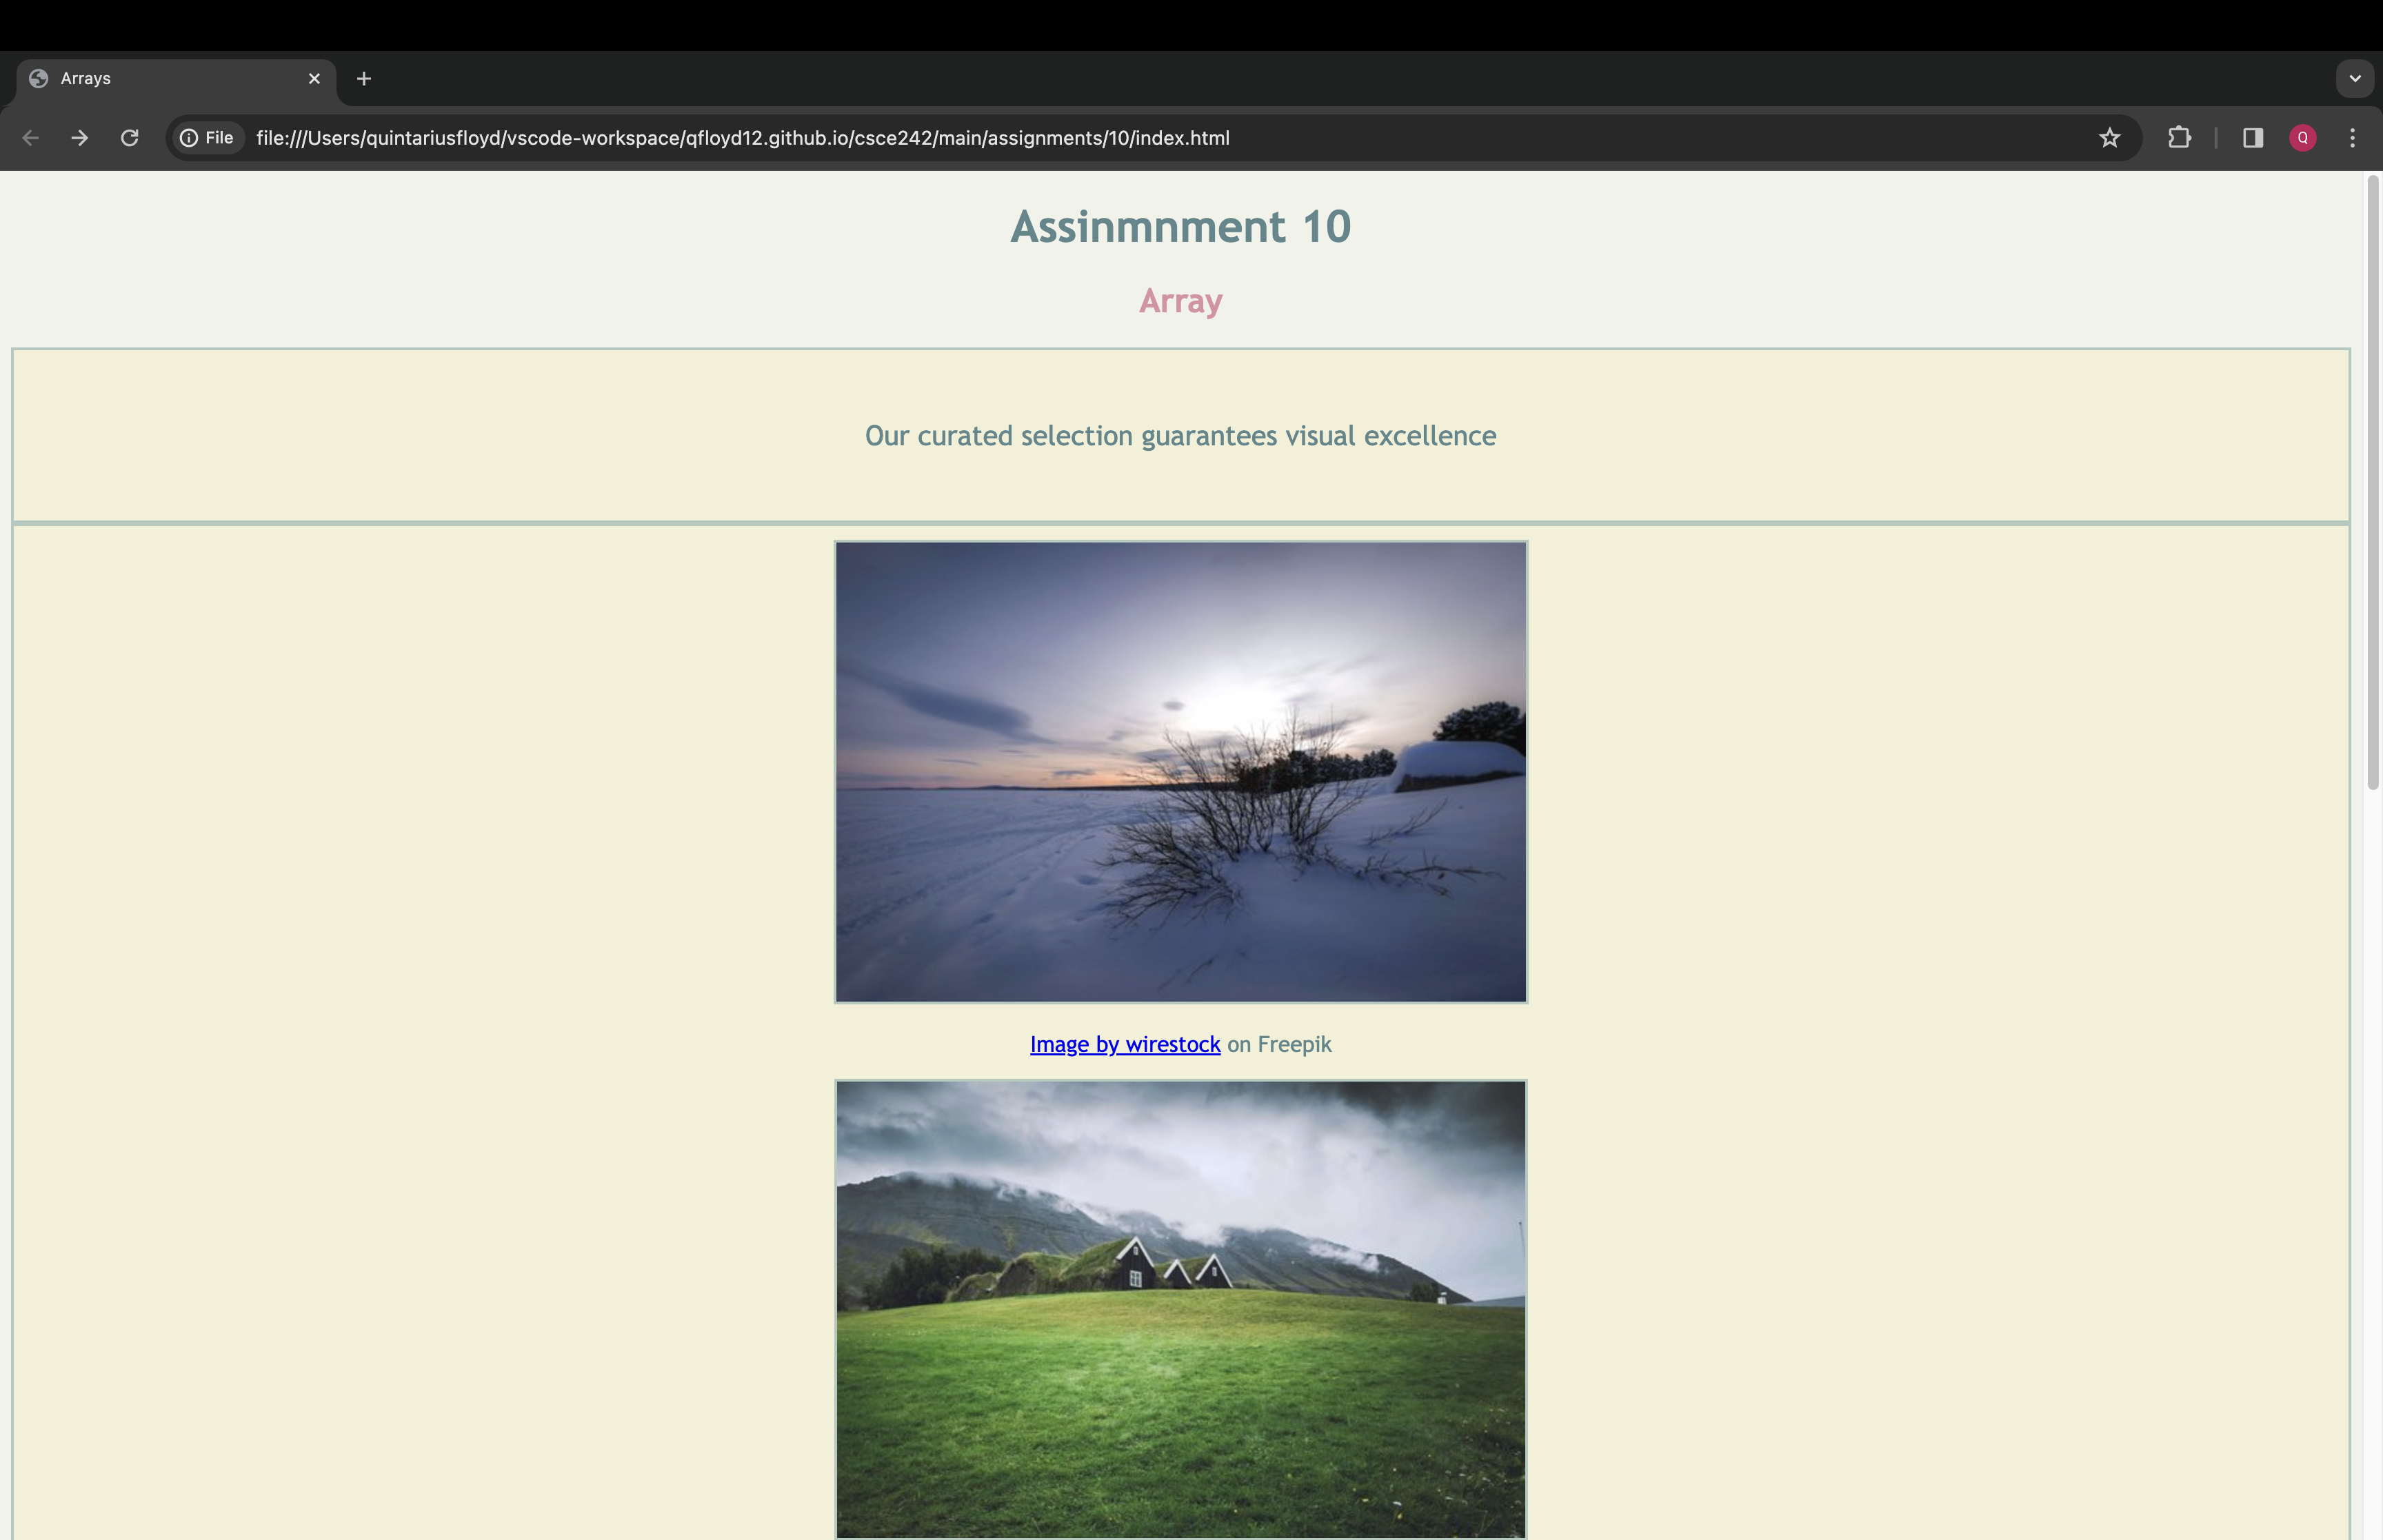 Arrays
File file:///Users/quintariusfloyd/vscode-workspace/qfloyd12.github.io/csce242/main/assignments/10/index.html
Q
Assinmnment 10
Array
Our curated selection guarantees visual excellence
Image by wirestock on Freepik